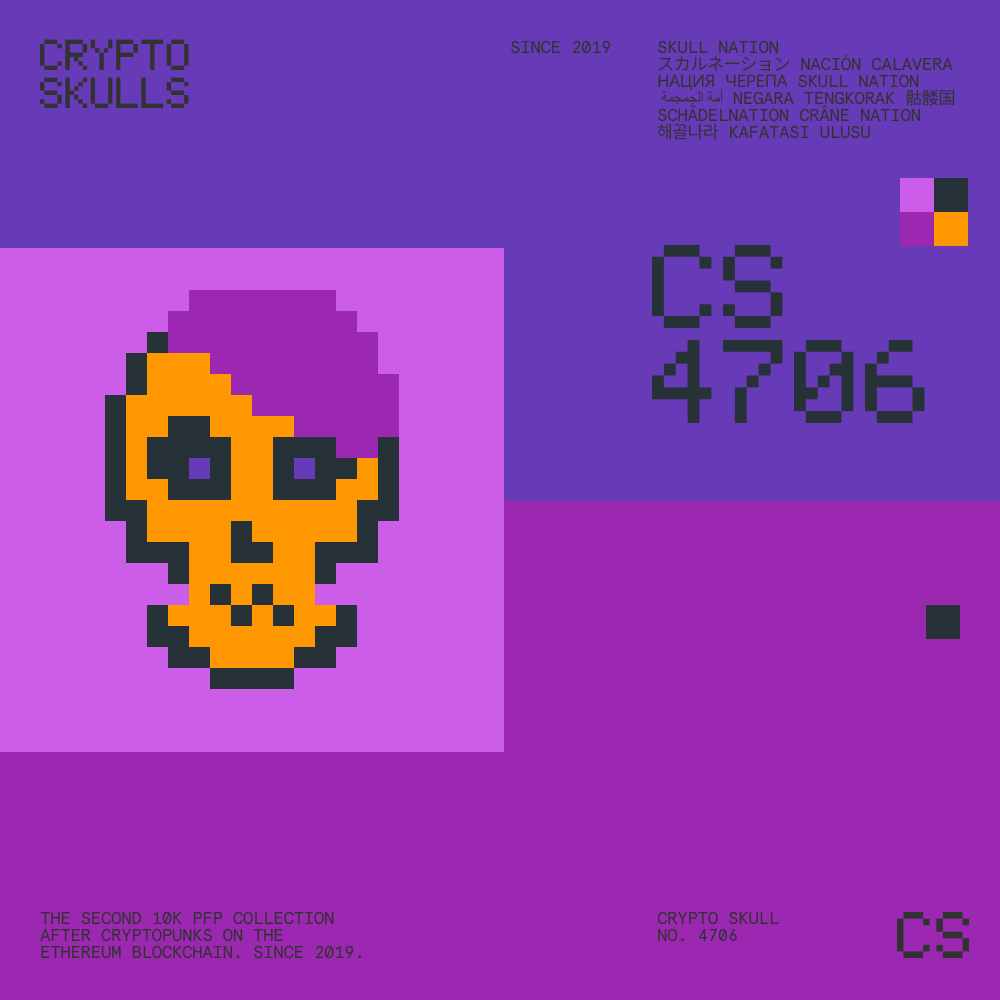 CRYPTO
SKULLS
SINCE 2019
SKULL NATION
スカルネーション NACIÓN CALAVERA
НАЦИЯ ЧЕРЕПА SKULL NATION
أمة الجمجمة NEGARA TENGKORAK 骷髅国
SCHÄDELNATION CRÂNE NATION
해골나라 KAFATASI ULUSU
CS
4706
THE SECOND 10K PFP COLLECTION
AFTER CRYPTOPUNKS ON THE
ETHEREUM BLOCKCHAIN. SINCE 2019.
CRYPTO SKULL
NO. 4706
CS